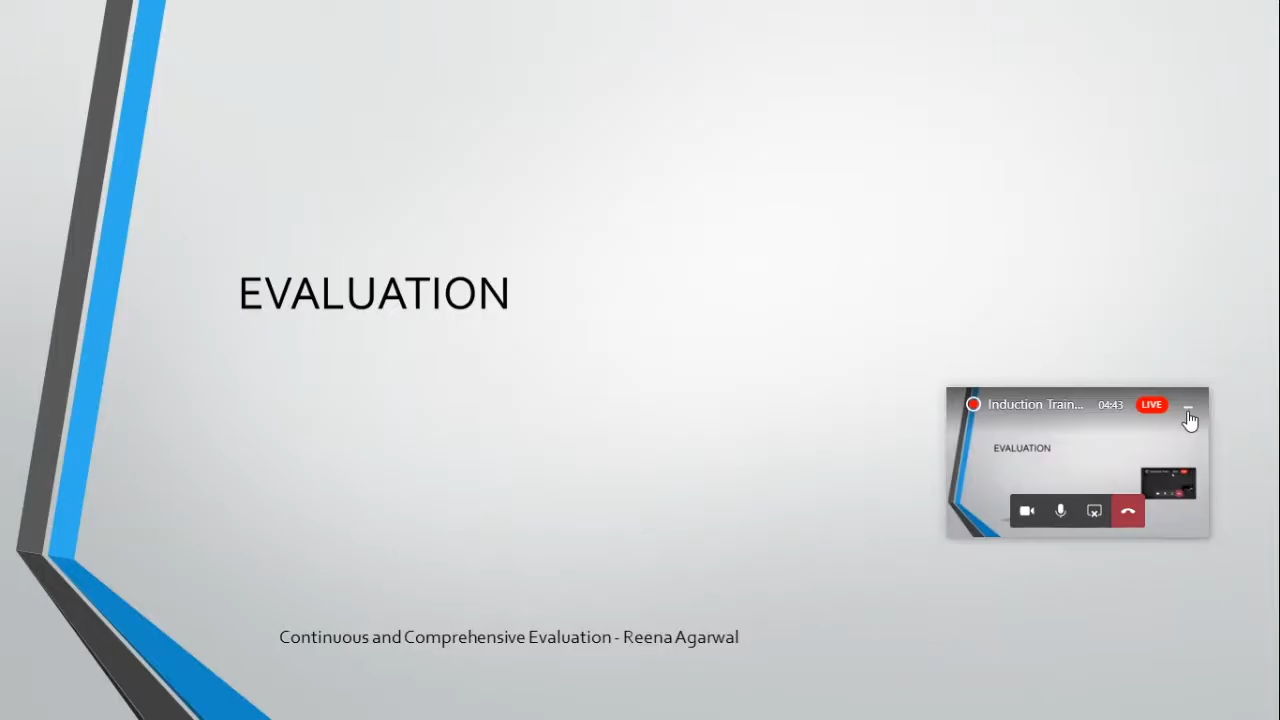 EVALUATION
Induction Train... 04:43 LIVE
EVALUATION
Continuous and Comprehensive Evaluation - Reena Agarwal